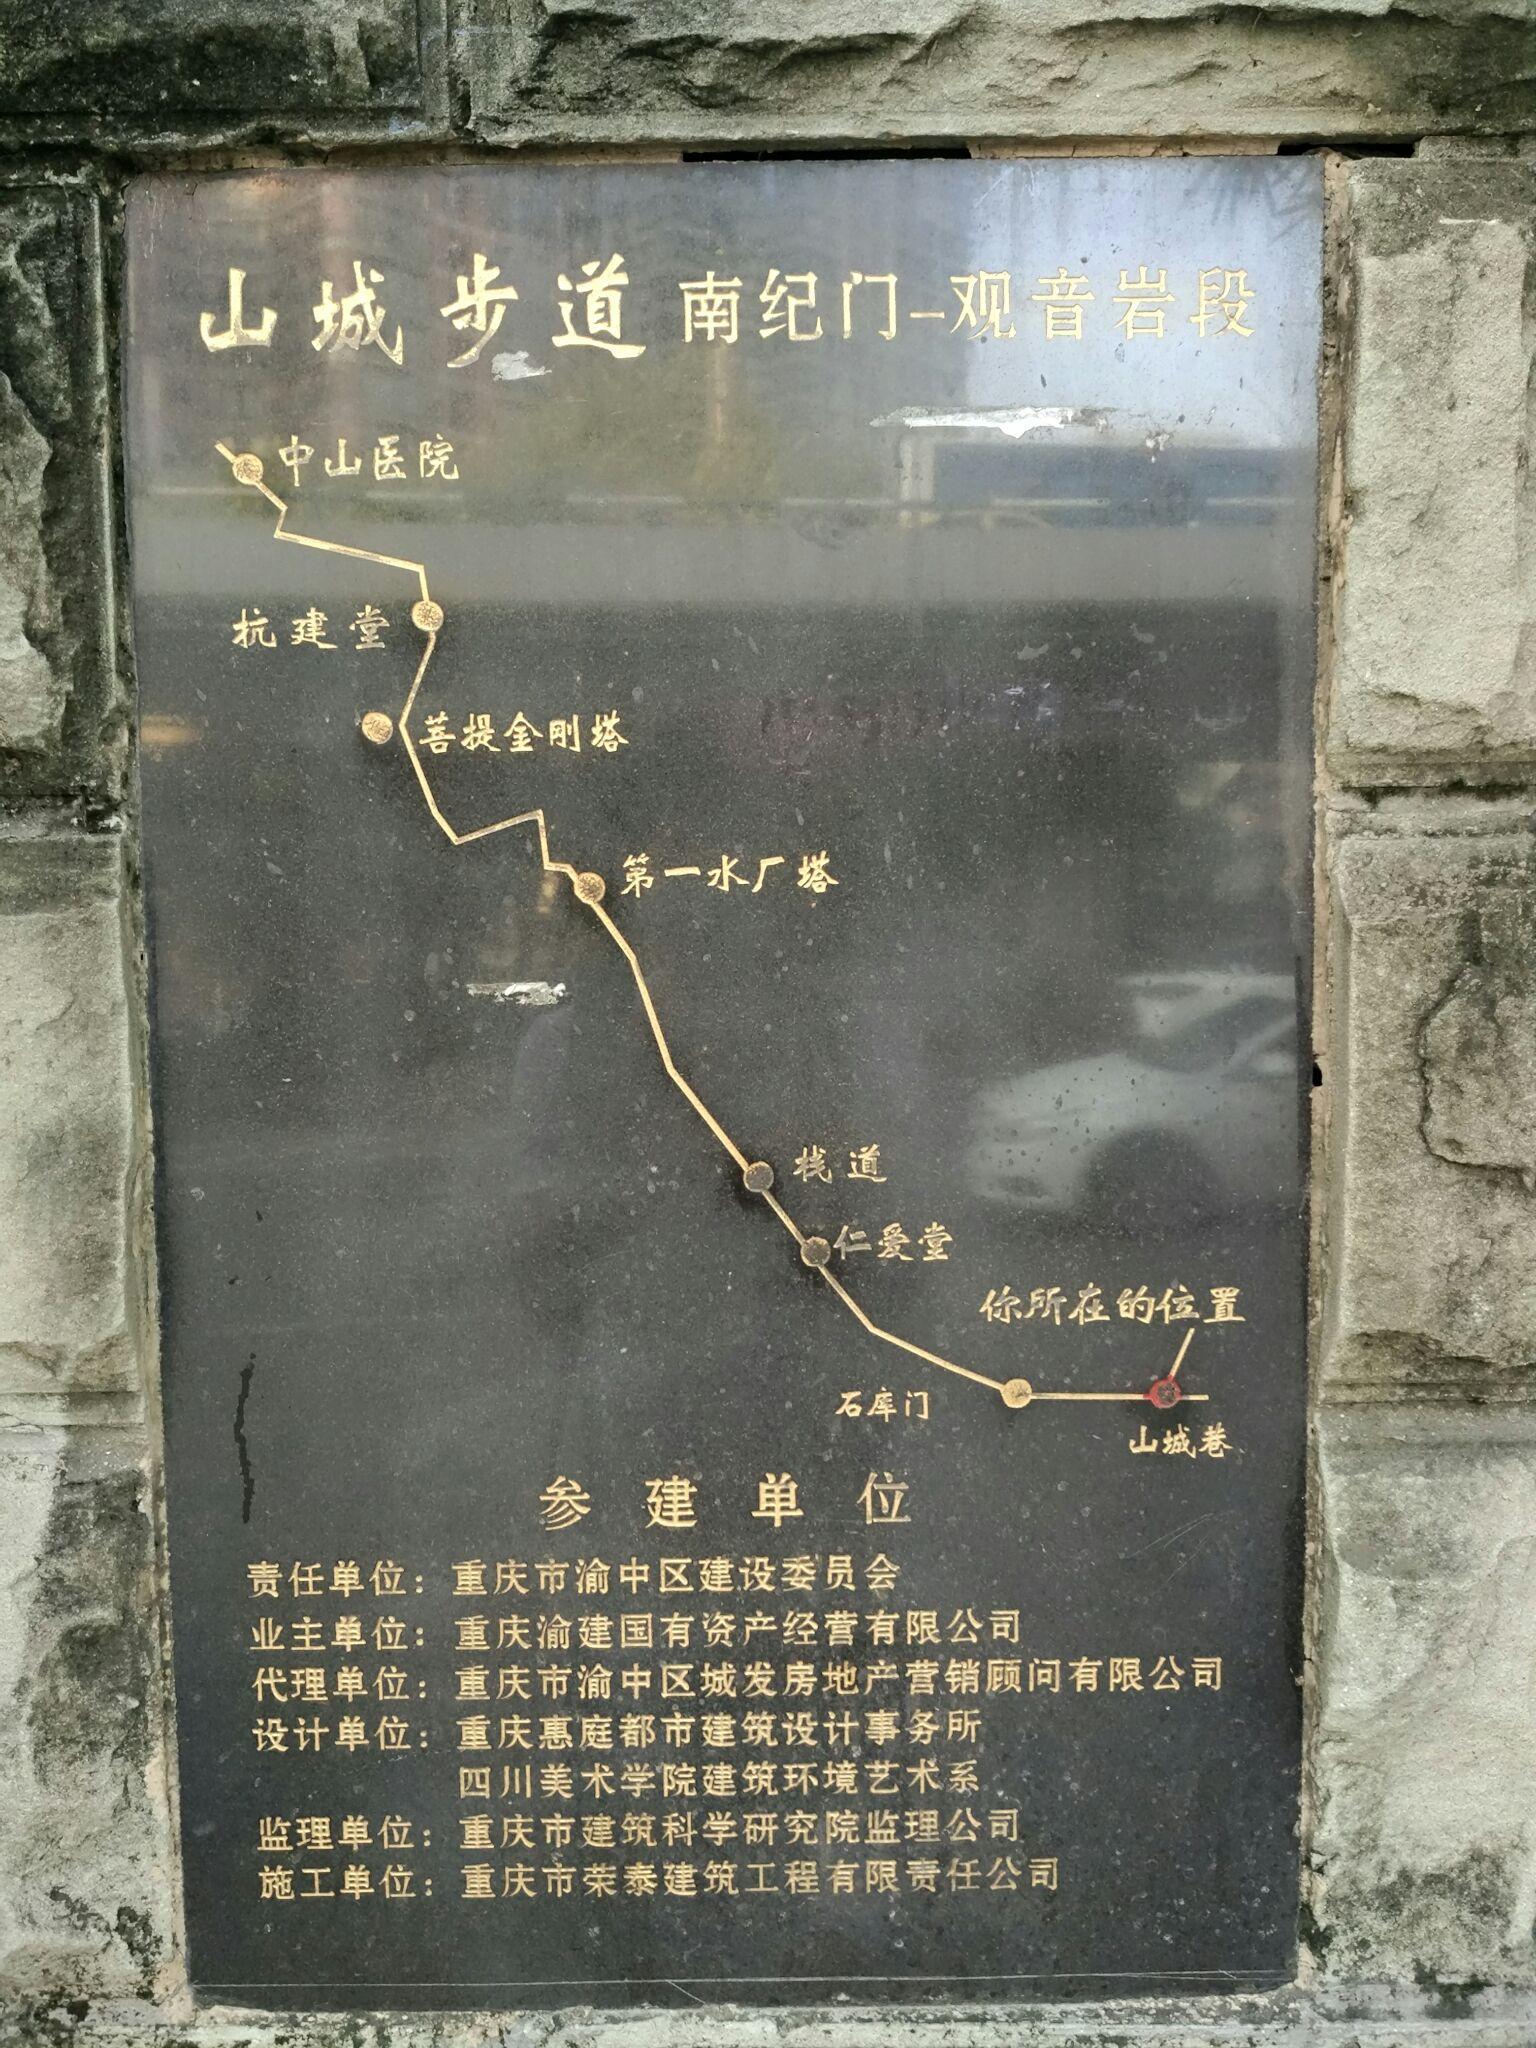 山城步道 南纪门-观音岩段
中山医院
抗建堂
菩提金刚塔
第一水厂塔
栈道
仁爱堂
你所在的位置
石库门
山城巷
参建单位
责任单位：重庆市渝中区建设委员会
业主单位：重庆渝建国有资产经营有限公司
代理单位：重庆市渝中区城发房地产营销顾问有限公司
设计单位：重庆惠庭都市建筑设计事务所
四川美术学院建筑环境艺术系
监理单位：重庆市建筑科学研究院监理公司
施工单位：重庆市荣泰建筑工程有限责任公司